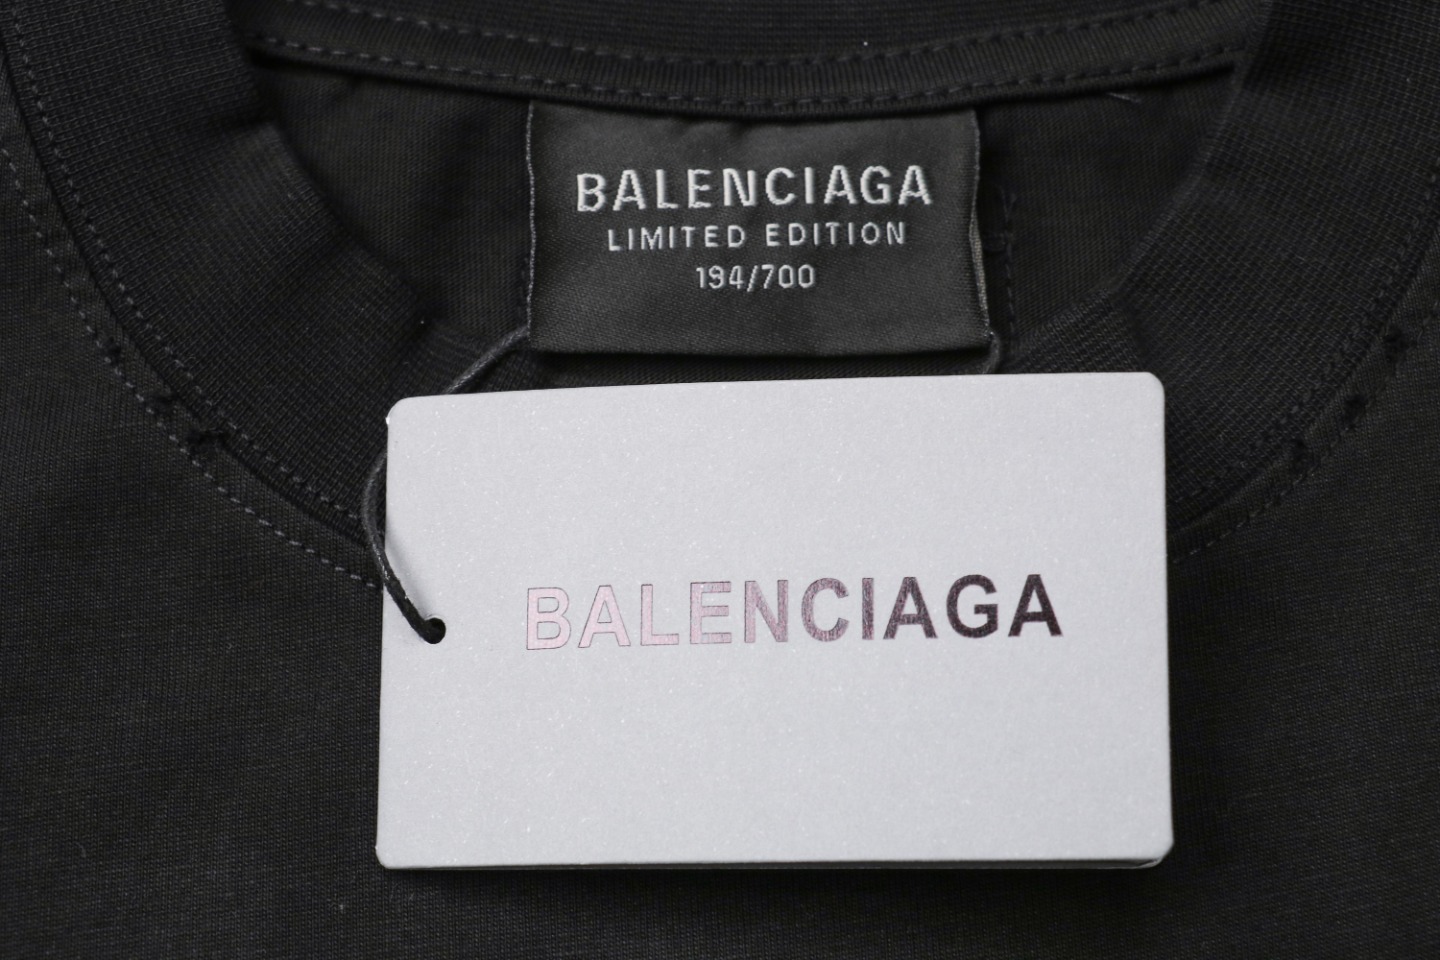 BALENCIAGA
LIMITED EDITION
194/700
BALENCIAGA